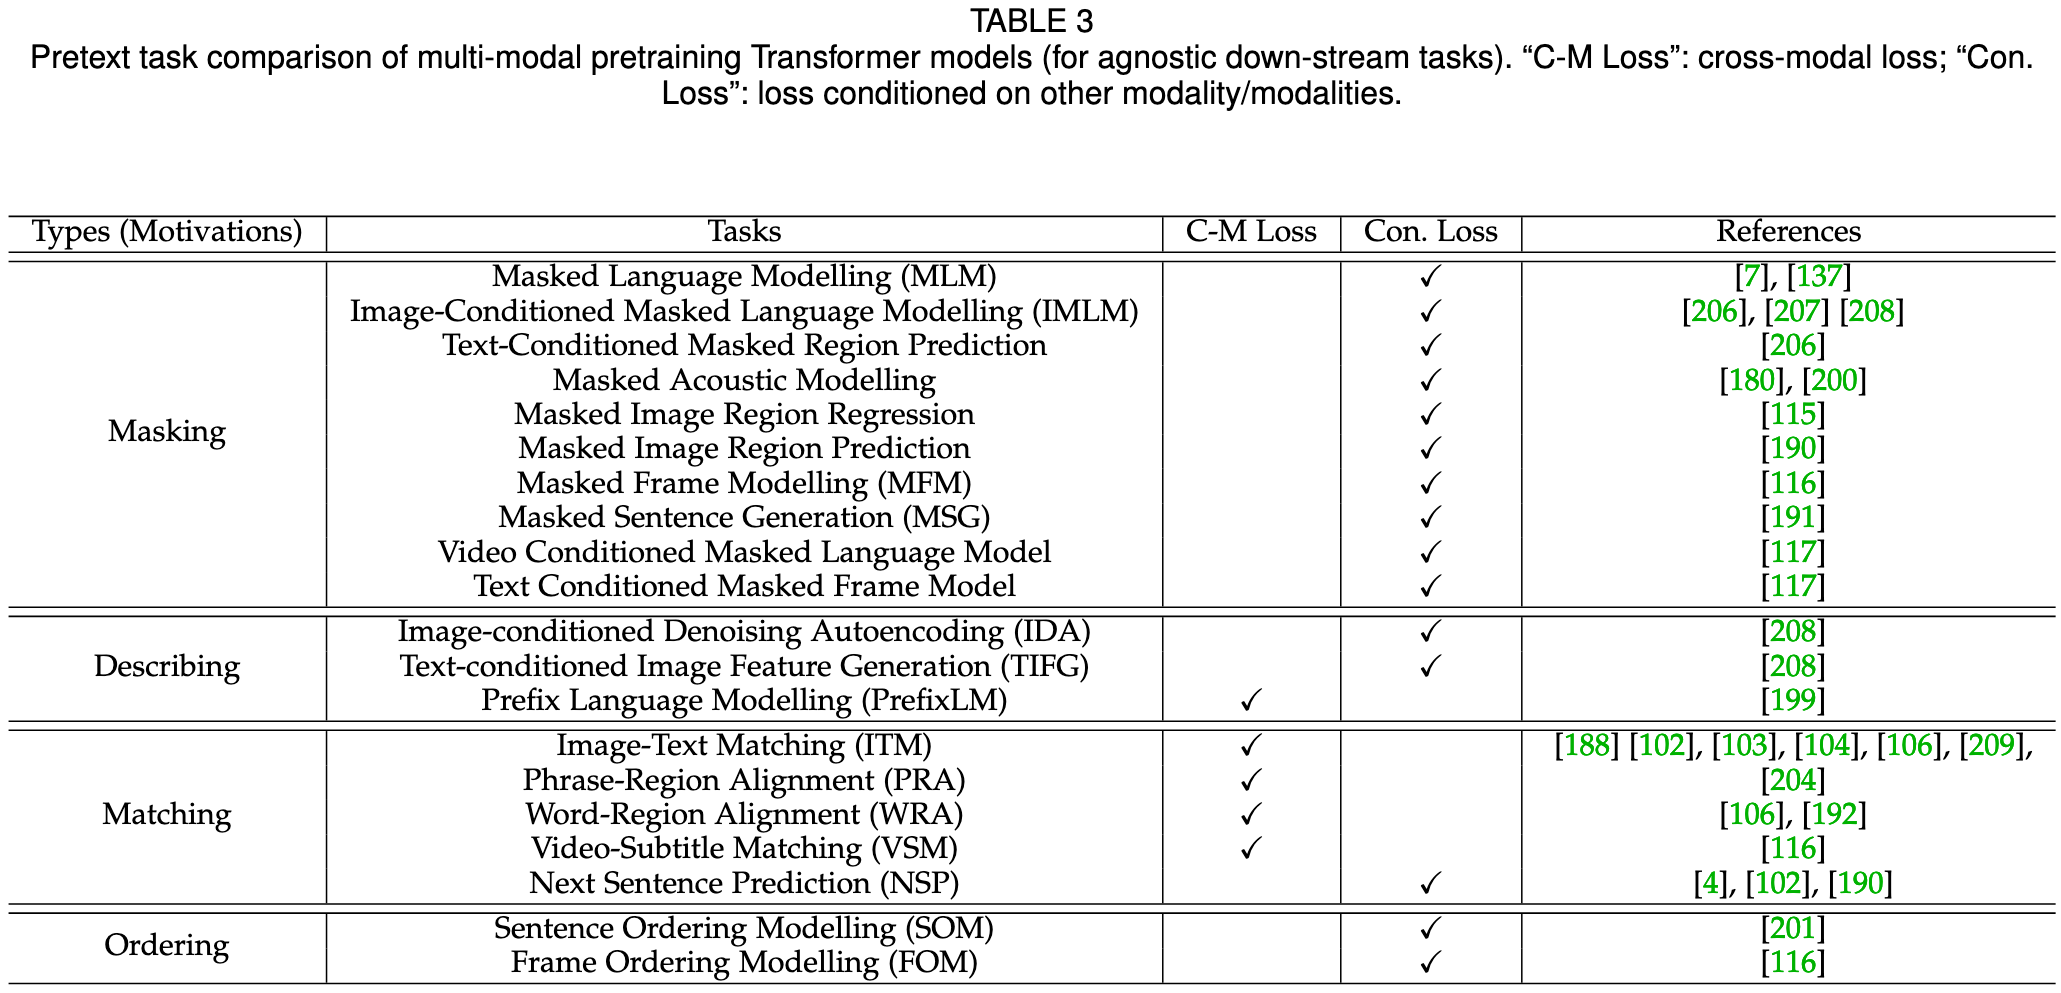 TABLE 3
Pretext task comparison of multi-modal pretraining Transformer models (for agnostic down-stream tasks). “C-M Loss”: cross-modal loss; “Con.
Loss”: loss conditioned on other modality/modalities.
Types (Motivations) Tasks C-M Loss Con. Loss References
Masked Language Modelling (MLM) ✓ [7], [137]
Image-Conditioned Masked Language Modelling (IMLM) ✓ [206], [207] [208]
Text-Conditioned Masked Region Prediction ✓ [206]
Masked Acoustic Modelling ✓ [180], [200]
Masked Image Region Regression ✓ [115]
Masking
Masked Image Region Prediction ✓ [190]
Masked Frame Modelling (MFM) ✓ [116]
Masked Sentence Generation (MSG) ✓ [191]
Video Conditioned Masked Language Model ✓ [117]
Text Conditioned Masked Frame Model ✓ [117]
Image-conditioned Denoising Autoencoding (IDA) ✓ [208]
Describing Text-conditioned Image Feature Generation (TIFG) ✓ [208]
Prefix Language Modelling (PrefixLM) ✓ [199]
Image-Text Matching (ITM) ✓ [188] [102], [103], [104], [106], [209],
Phrase-Region Alignment (PRA) ✓ [204]
Matching Word-Region Alignment (WRA) ✓ [106], [192]
Video-Subtitle Matching (VSM) ✓ [116]
Next Sentence Prediction (NSP) ✓ [4], [102], [190]
Sentence Ordering Modelling (SOM) ✓ [201]
Ordering
Frame Ordering Modelling (FOM) ✓ [116]